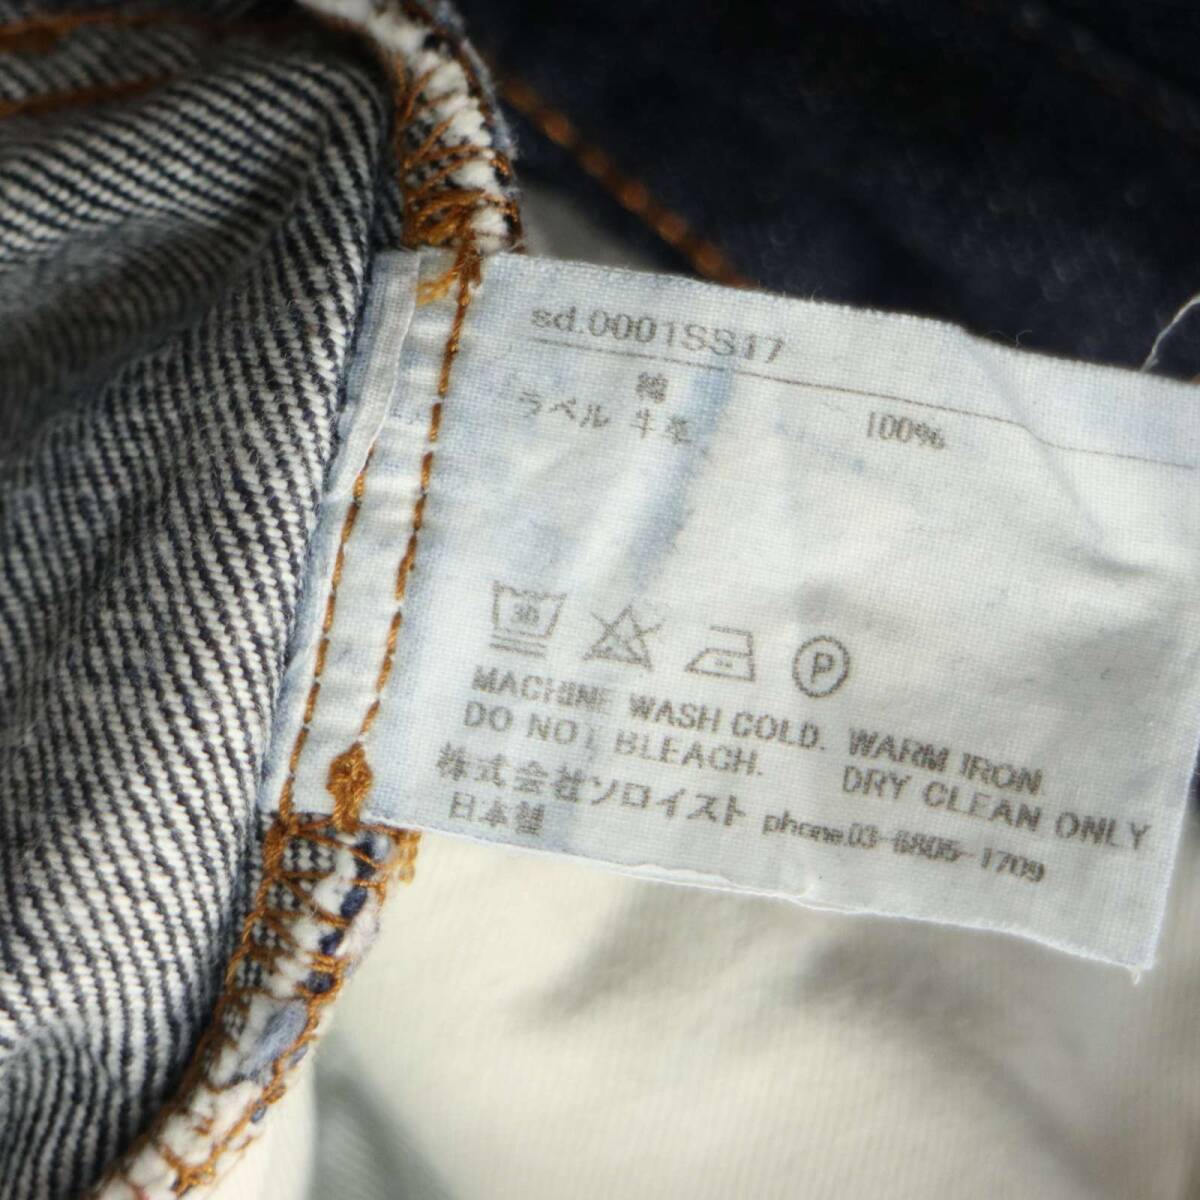 sd.0001SS17
綿 100%
ラベル 牛革
30
P
MACHINE WASH COLD. WARM IRON
DO NOT BLEACH. DRY CLEAN ONLY
株式会社ソロイスト phone.03-6805-1709
日本製